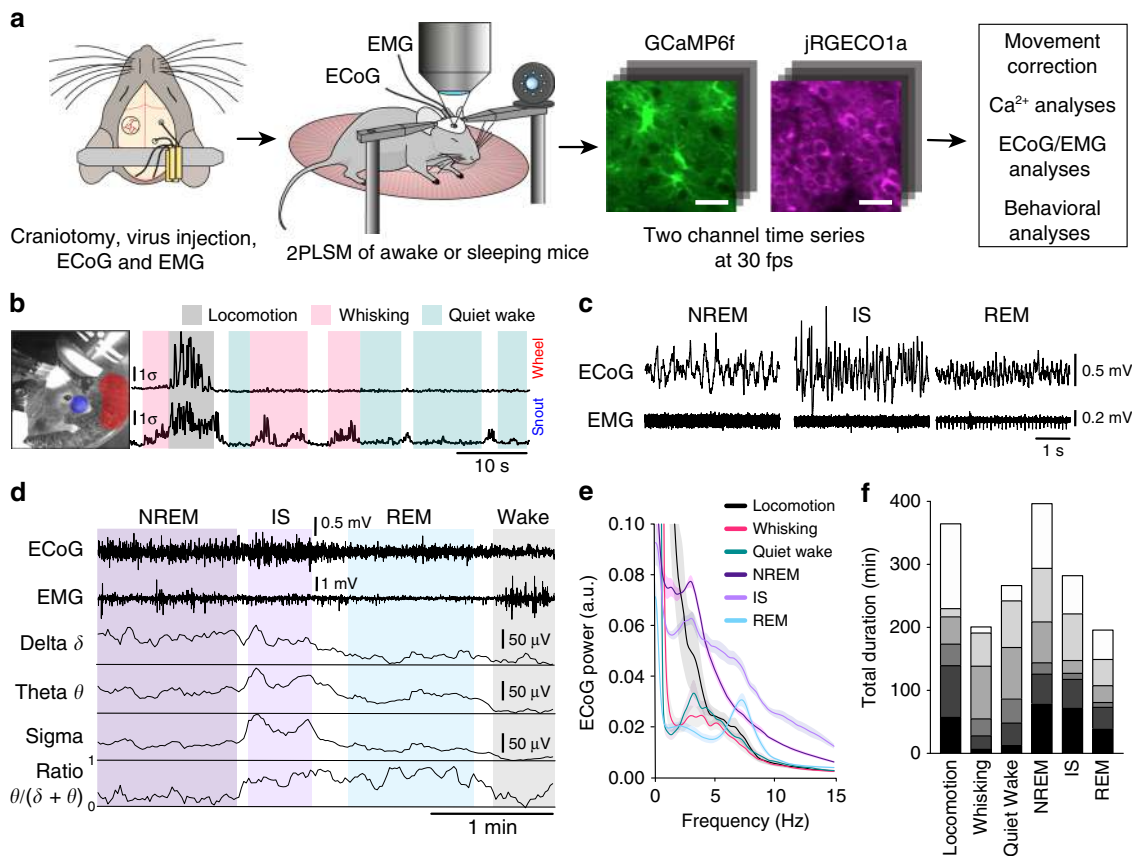 a
EMG
ECoG
GCaMP6f
jRGECO1a
Movement
correction
Ca²⁺ analyses
ECoG/EMG
analyses
Behavioral
analyses
Craniotomy, virus injection,
ECoG and EMG
2PLSM of awake or sleeping mice
Two channel time series
at 30 fps
b
Locomotion
Whisking
Quiet wake
1σ
Wheel
1σ
Snout
10 s
c
NREM
IS
REM
ECoG
0.5 mV
EMG
0.2 mV
1 s
d
NREM
IS
0.5 mV
REM
Wake
ECoG
EMG
1 mV
Delta δ
50 μV
Theta θ
50 μV
Sigma
50 μV
Ratio
θ/(δ + θ)
1
0
1 min
e
Locomotion
Whisking
Quiet wake
NREM
IS
REM
ECoG power (a.u.)
0.10
0.08
0.06
0.04
0.02
0.00
0
5
10
15
Frequency (Hz)
f
Total duration (min)
400
300
200
100
0
Locomotion
Whisking
Quiet Wake
NREM
IS
REM